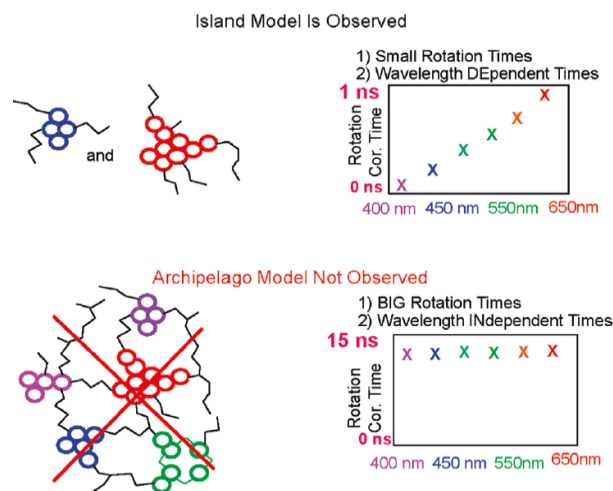 Island Model Is Observed
1) Small Rotation Times
2) Wavelength DEpendent Times
and
1 ns
Rotation
Cor. Time
0 ns
X X X X X X
400 nm 450 nm 550nm 650nm
Archipelago Model Not Observed
1) BIG Rotation Times
2) Wavelength INdependent Times
15 ns
Rotation
Cor. Time
0 ns
X X X X X X
400 nm 450 nm 550nm 650nm